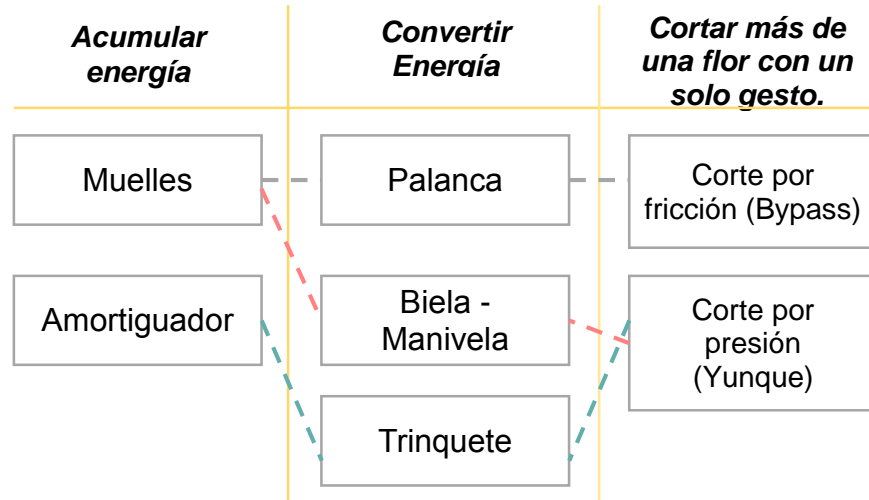 Acumular
energía
Convertir
Energía
Cortar más de
una flor con un
solo gesto.
Muelles
Palanca
Corte por
fricción (Bypass)
Amortiguador
Biela -
Manivela
Corte por
presión
(Yunque)
Trinquete